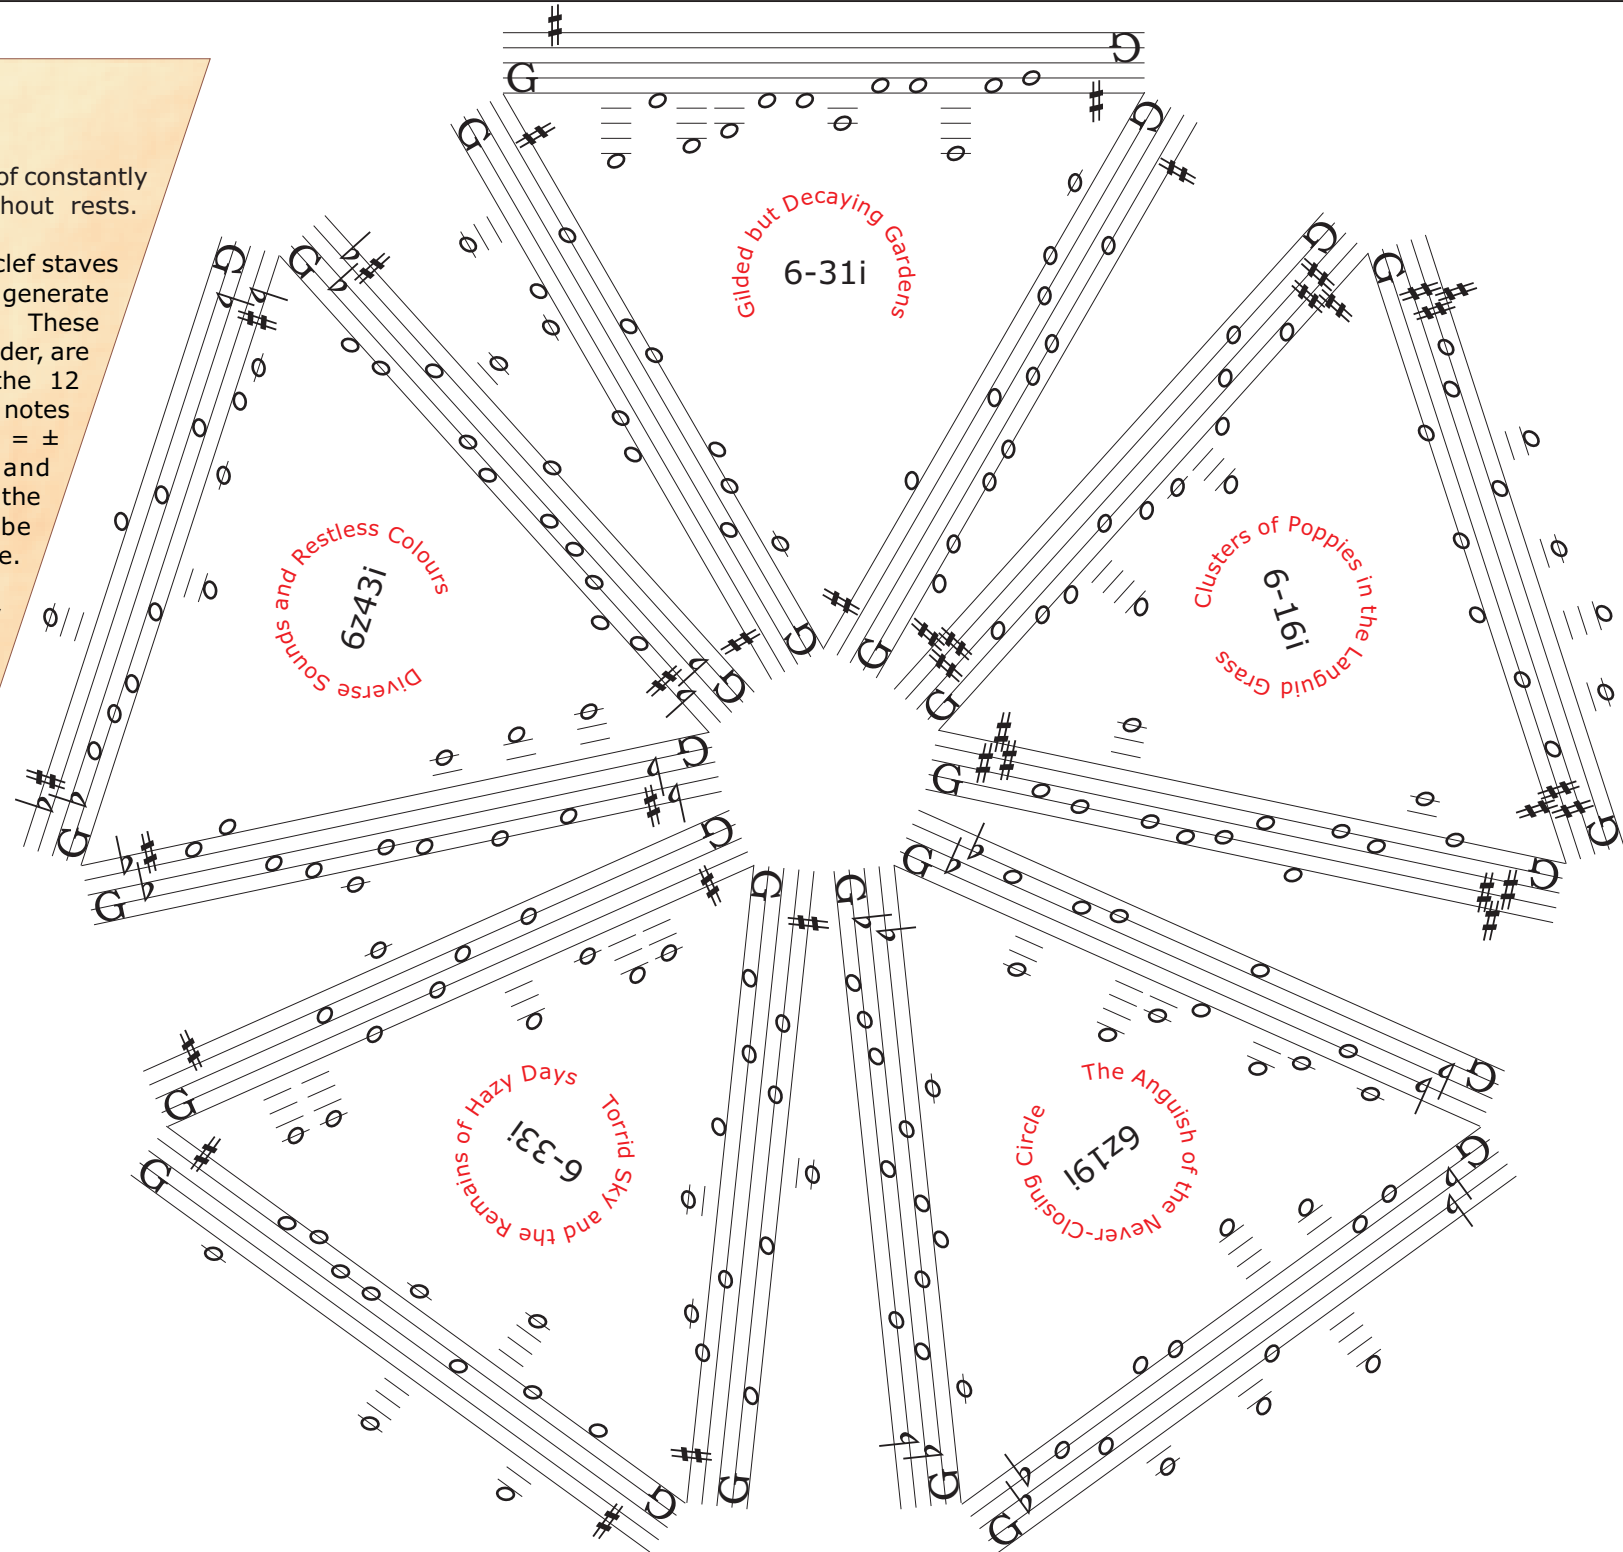 of constantly
hout rests.
clef staves
generate
These
der, are
the 12
notes
= ±
and
the
be
e.
Gilded but Decaying Gardens
6-31i
Diverse Sounds and Restless Colours
6z43i
Clusters of Poppies in the Languid Grass
6-16i
Torrid Sky and the Remains of Hazy Days
6-33i
The Anguish of the Never-Closing Circle
6z19i